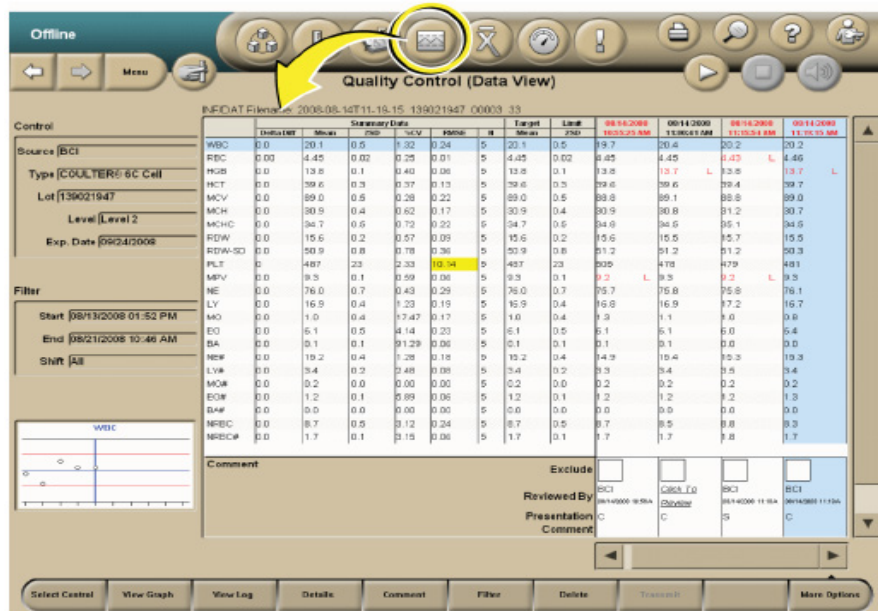 Offline
Menu
Quality Control (Data View)
INF/DAT Filename: 2008-08-14T11-19-15 139021947 00003 33
Control
Source BCI
Type COULTER® 6C Cell
Lot 139021947
Level Level 2
Exp. Date 09/24/2008
Filter
Start 08/13/2008 01:52 PM
End 08/21/2008 10:46 AM
Shift All
WBC
Summary Data Target Limit 08/14/2008 08/14/2008 08/14/2008 08/14/2008
Delta Diff Mean 2SD %CV RMSE N Mean 2SD 10:55:25 AM 11:15:54 AM 11:19:15 AM
WBC 0.0 20.1 0.5 1.32 0.24 5 20.1 0.5 19.7 20.4 20.2 20.2
RBC 0.00 4.45 0.02 0.25 0.01 5 4.45 0.02 4.45 4.45 4.43 L 4.46
HGB 0.0 13.8 0.1 0.40 0.06 5 13.8 0.1 13.8 13.7 L 13.8 13.7 L
HCT 0.0 39.6 0.3 0.37 0.13 5 39.6 0.3 39.6 39.6 39.4 39.7
MCV 0.0 89.0 0.5 0.28 0.22 5 89.0 0.5 88.8 89.1 88.8 89.0
MCH 0.0 30.9 0.4 0.62 0.17 5 30.9 0.4 30.9 30.8 31.2 30.7
MCHC 0.0 34.7 0.5 0.72 0.22 5 34.7 0.5 34.8 34.5 35.1 34.5
RDW 0.0 15.6 0.2 0.57 0.09 5 15.6 0.2 15.6 15.5 15.7 15.5
RDW-SD 0.0 50.9 0.8 0.78 0.36 5 50.9 0.8 51.2 51.2 51.2 50.3
PLT 0 487 23 2.33 10.14 5 487 23 505 478 479 481
MPV 0.0 9.3 0.1 0.59 0.06 5 9.3 0.1 9.2 L 9.3 9.2 L 9.3
NE 0.0 76.0 0.7 0.43 0.29 5 76.0 0.7 75.7 75.8 75.8 76.1
LY 0.0 16.9 0.4 1.23 0.19 5 16.9 0.4 16.8 16.9 17.2 16.7
MO 0.0 1.0 0.4 17.47 0.17 5 1.0 0.4 1.3 1.1 1.0 0.8
EO 0.0 6.1 0.5 4.14 0.23 5 6.1 0.5 6.1 6.1 6.0 6.4
BA 0.0 0.1 0.1 91.29 0.06 5 0.1 0.1 0.1 0.1 0.0 0.0
NE# 0.0 15.2 0.4 1.28 0.18 5 15.2 0.4 14.9 15.4 15.3 15.3
LY# 0.0 3.4 0.2 2.48 0.08 5 3.4 0.2 3.3 3.4 3.5 3.4
MO# 0.0 0.2 0.0 0.00 0.00 5 0.2 0.0 0.2 0.2 0.2 0.2
EO# 0.0 1.2 0.1 5.89 0.06 5 1.2 0.1 1.2 1.2 1.2 1.3
BA# 0.0 0.0 0.0 0.00 0.00 5 0.0 0.0 0.0 0.0 0.0 0.0
NRBC 0.0 8.7 0.5 3.12 0.24 5 8.7 0.5 8.7 8.5 8.8 8.3
NRBC# 0.0 1.7 0.1 3.15 0.06 5 1.7 0.1 1.7 1.7 1.8 1.7
Comment
Exclude
Reviewed By BCI Click To Review BCI BCI
Presentation C C S C
Comment
Select Control View Graph View Log Details Comment Filter Delete Transmit More Options